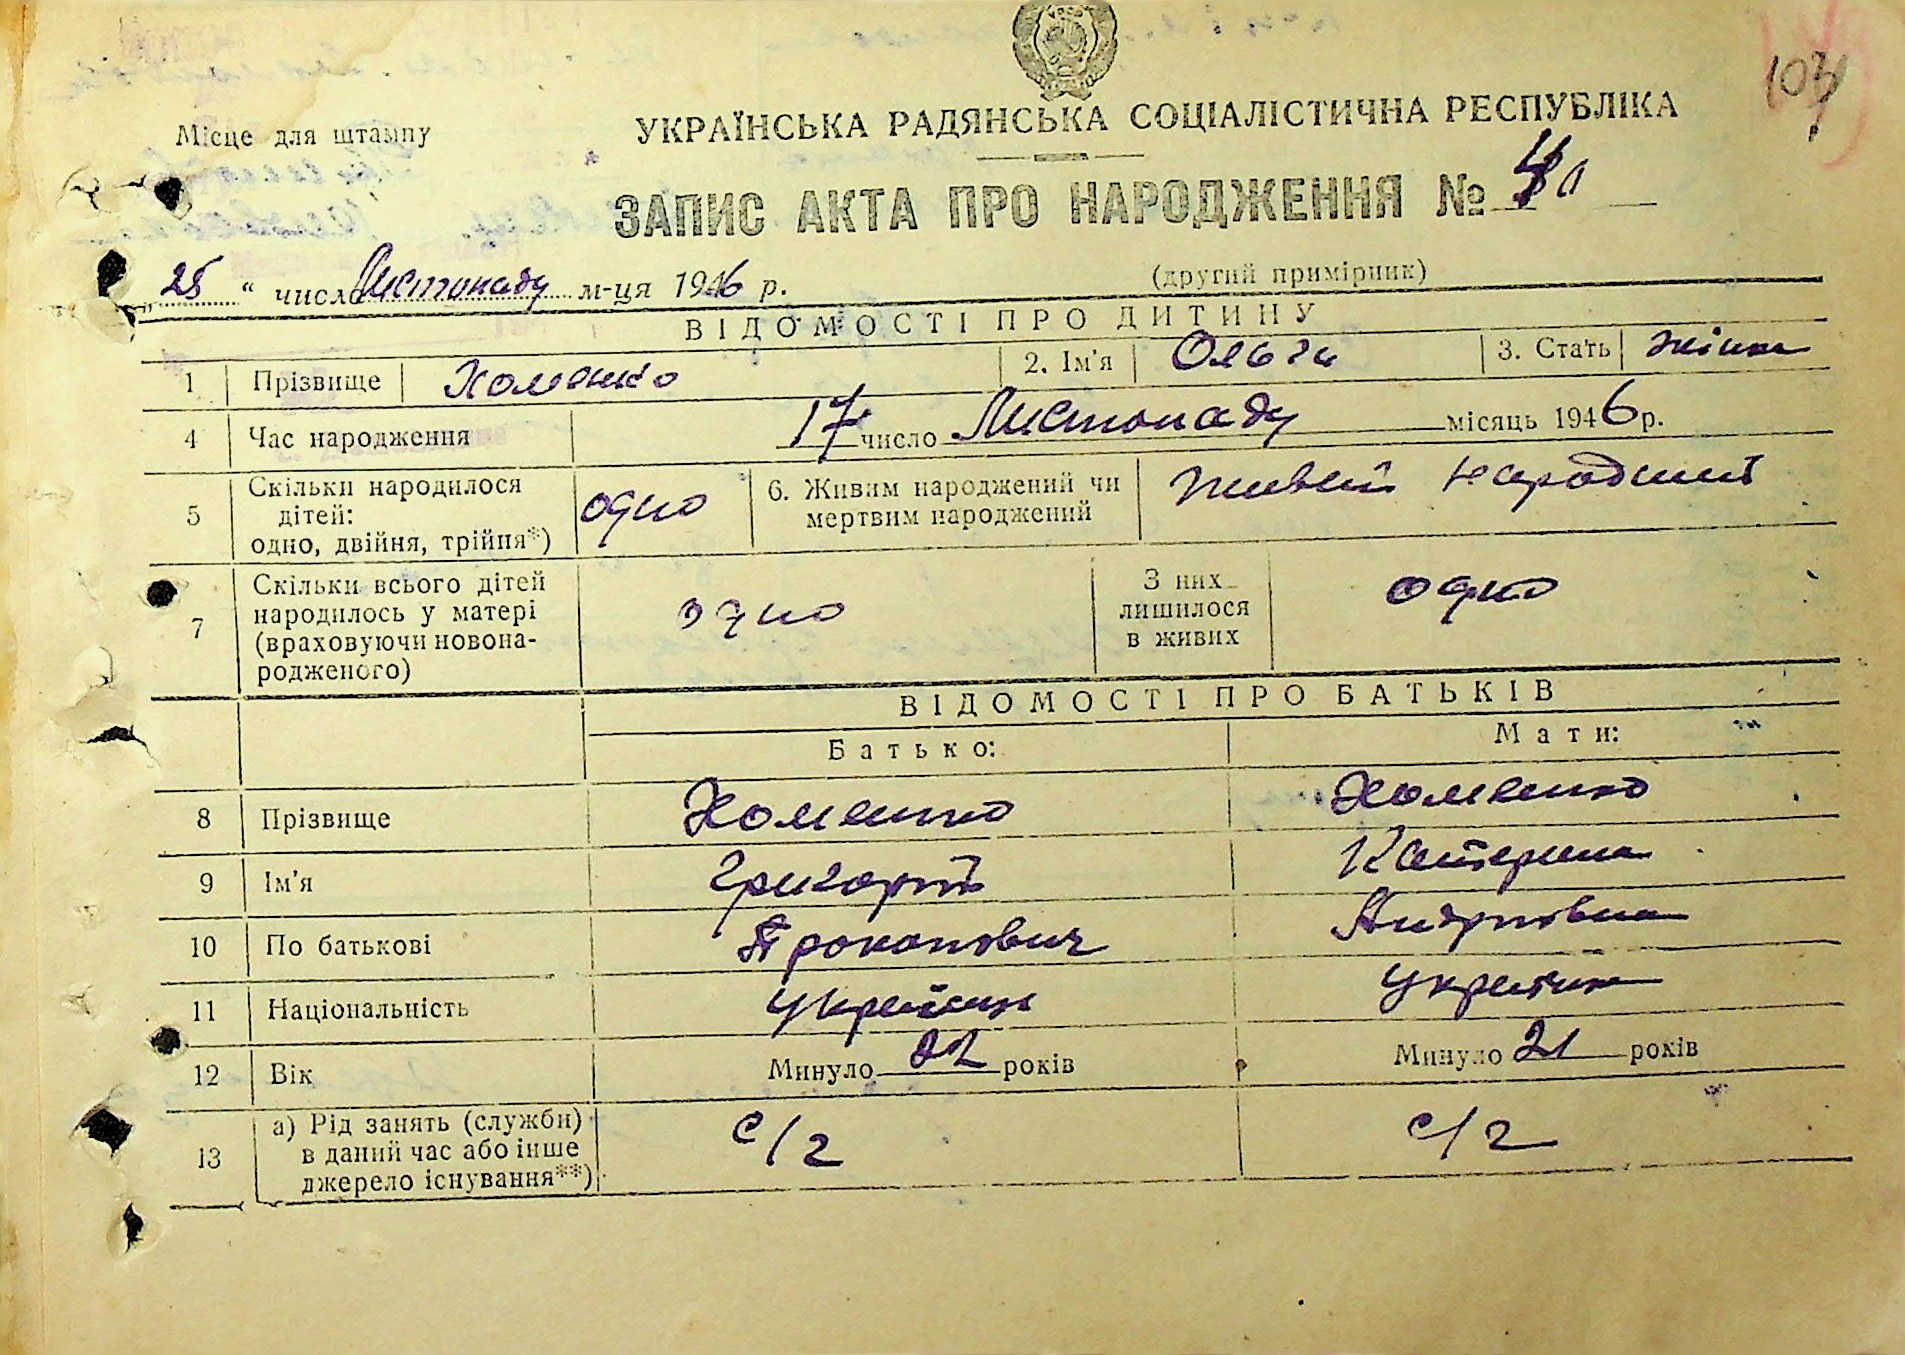 103
УКРАЇНСЬКА РАДЯНСЬКА СОЦІАЛІСТИЧНА РЕСПУБЛІКА
Місце для штампу
ЗАПИС АКТА ПРО НАРОДЖЕННЯ №
(другий примірник)
„25“ числа Листопаду м-ця 1946 р.
ВІДОМОСТІ ПРО ДИТИНУ
1 Прізвище Хоменко 2. Ім'я Ольга 3. Стать жінка
4 Час народження 17 число Листопаду місяць 1946 р.
5 Скільки народилося дітей: одно, двійня, трійня*) одно 6. Живим народжений чи мертвим народжений Живий народжений
7 Скільки всього дітей народилось у матері (враховуючи новона-родженого) одно З них лишилося в живих одно
ВІДОМОСТІ ПРО БАТЬКІВ
Батько: Мати:
8 Прізвище Хоменко Хоменко
9 Ім'я Григорій Катерина
10 По батькові Прокопович Андріївна
11 Національність Українець Українка
12 Вік Минуло 22 років Минуло 21 років
13 а) Рід занять (служби) в даний час або інше джерело існування**) с/г с/г